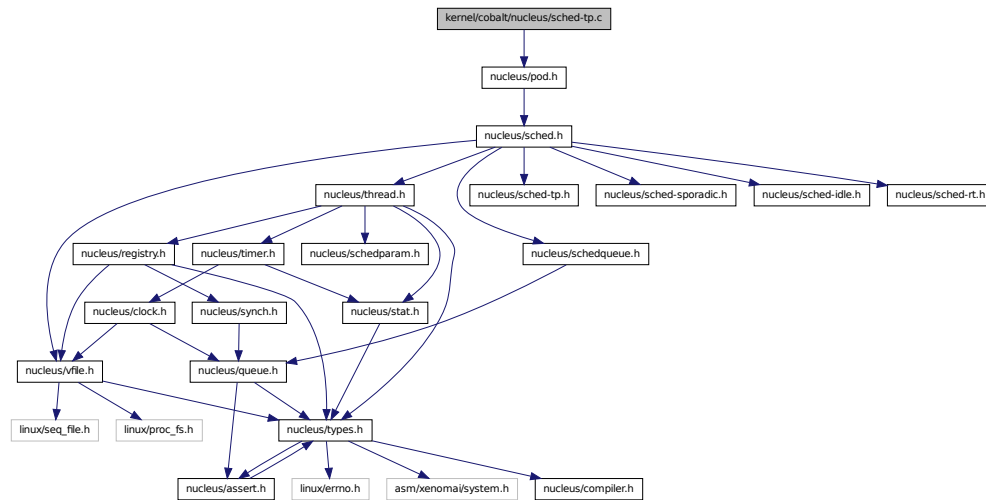 kernel/cobalt/nucleus/sched-tp.c
nucleus/pod.h
nucleus/sched.h
nucleus/thread.h
nucleus/sched-tp.h
nucleus/sched-sporadic.h
nucleus/sched-idle.h
nucleus/sched-rt.h
nucleus/registry.h
nucleus/timer.h
nucleus/schedparam.h
nucleus/schedqueue.h
nucleus/clock.h
nucleus/synch.h
nucleus/stat.h
nucleus/vfile.h
nucleus/queue.h
linux/seq_file.h
linux/proc_fs.h
nucleus/types.h
nucleus/assert.h
linux/errno.h
asm/xenomai/system.h
nucleus/compiler.h